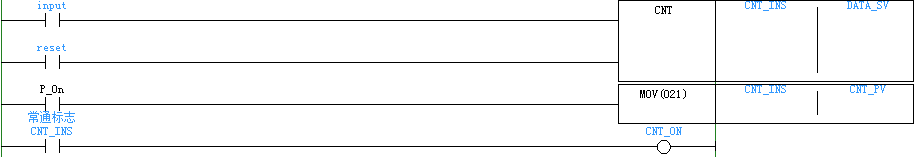 input CNT CNT_INS DATA_SV
reset
P_On MOV(021) CNT_INS CNT_PV
常通标志
CNT_INS CNT_ON